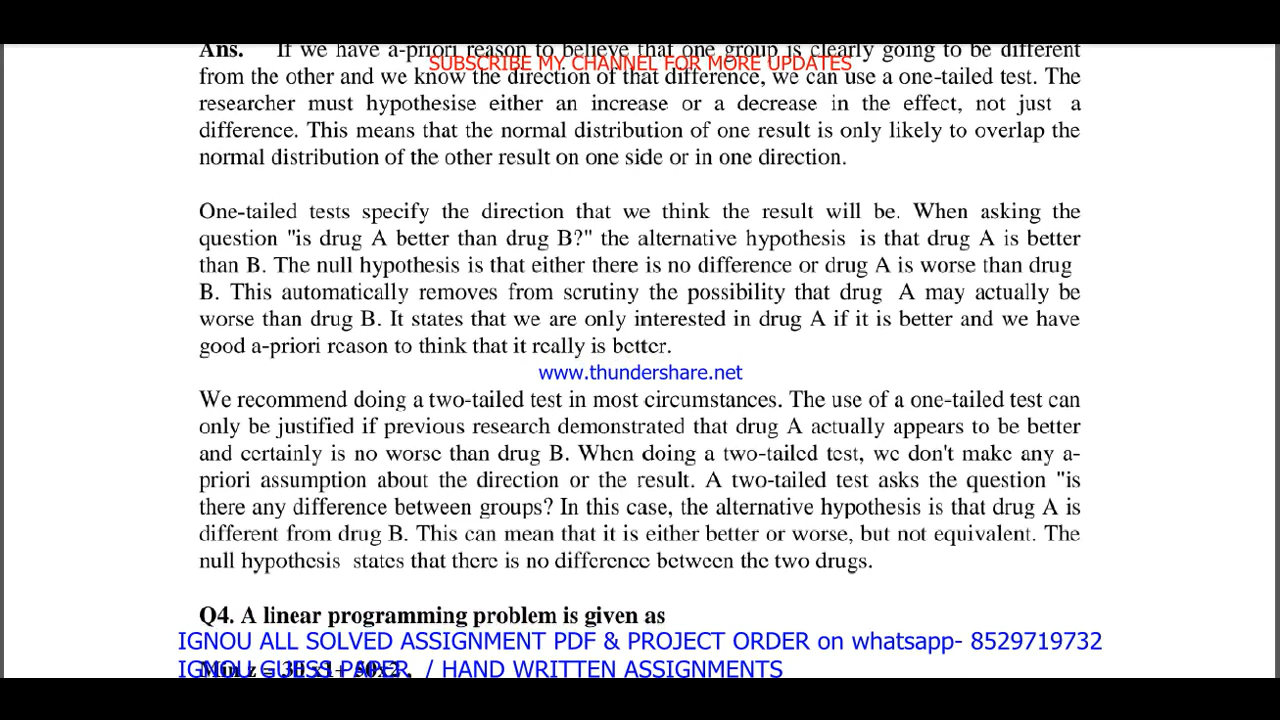 Ans. If we have a-priori reason to believe that one group is clearly going to be different
SUBSCRIBE MY CHANNEL FOR MORE UPDATES
from the other and we know the direction of that difference, we can use a one-tailed test. The
researcher must hypothesise either an increase or a decrease in the effect, not just a
difference. This means that the normal distribution of one result is only likely to overlap the
normal distribution of the other result on one side or in one direction.
One-tailed tests specify the direction that we think the result will be. When asking the
question "is drug A better than drug B?" the alternative hypothesis is that drug A is better
than B. The null hypothesis is that either there is no difference or drug A is worse than drug
B. This automatically removes from scrutiny the possibility that drug A may actually be
worse than drug B. It states that we are only interested in drug A if it is better and we have
good a-priori reason to think that it really is better.
www.thundershare.net
We recommend doing a two-tailed test in most circumstances. The use of a one-tailed test can
only be justified if previous research demonstrated that drug A actually appears to be better
and certainly is no worse than drug B. When doing a two-tailed test, we don't make any a-
priori assumption about the direction or the result. A two-tailed test asks the question "is
there any difference between groups? In this case, the alternative hypothesis is that drug A is
different from drug B. This can mean that it is either better or worse, but not equivalent. The
null hypothesis states that there is no difference between the two drugs.
Q4. A linear programming problem is given as
IGNOU ALL SOLVED ASSIGNMENT PDF & PROJECT ORDER on whatsapp- 8529719732
IGNOU GUESS PAPER / HAND WRITTEN ASSIGNMENTS